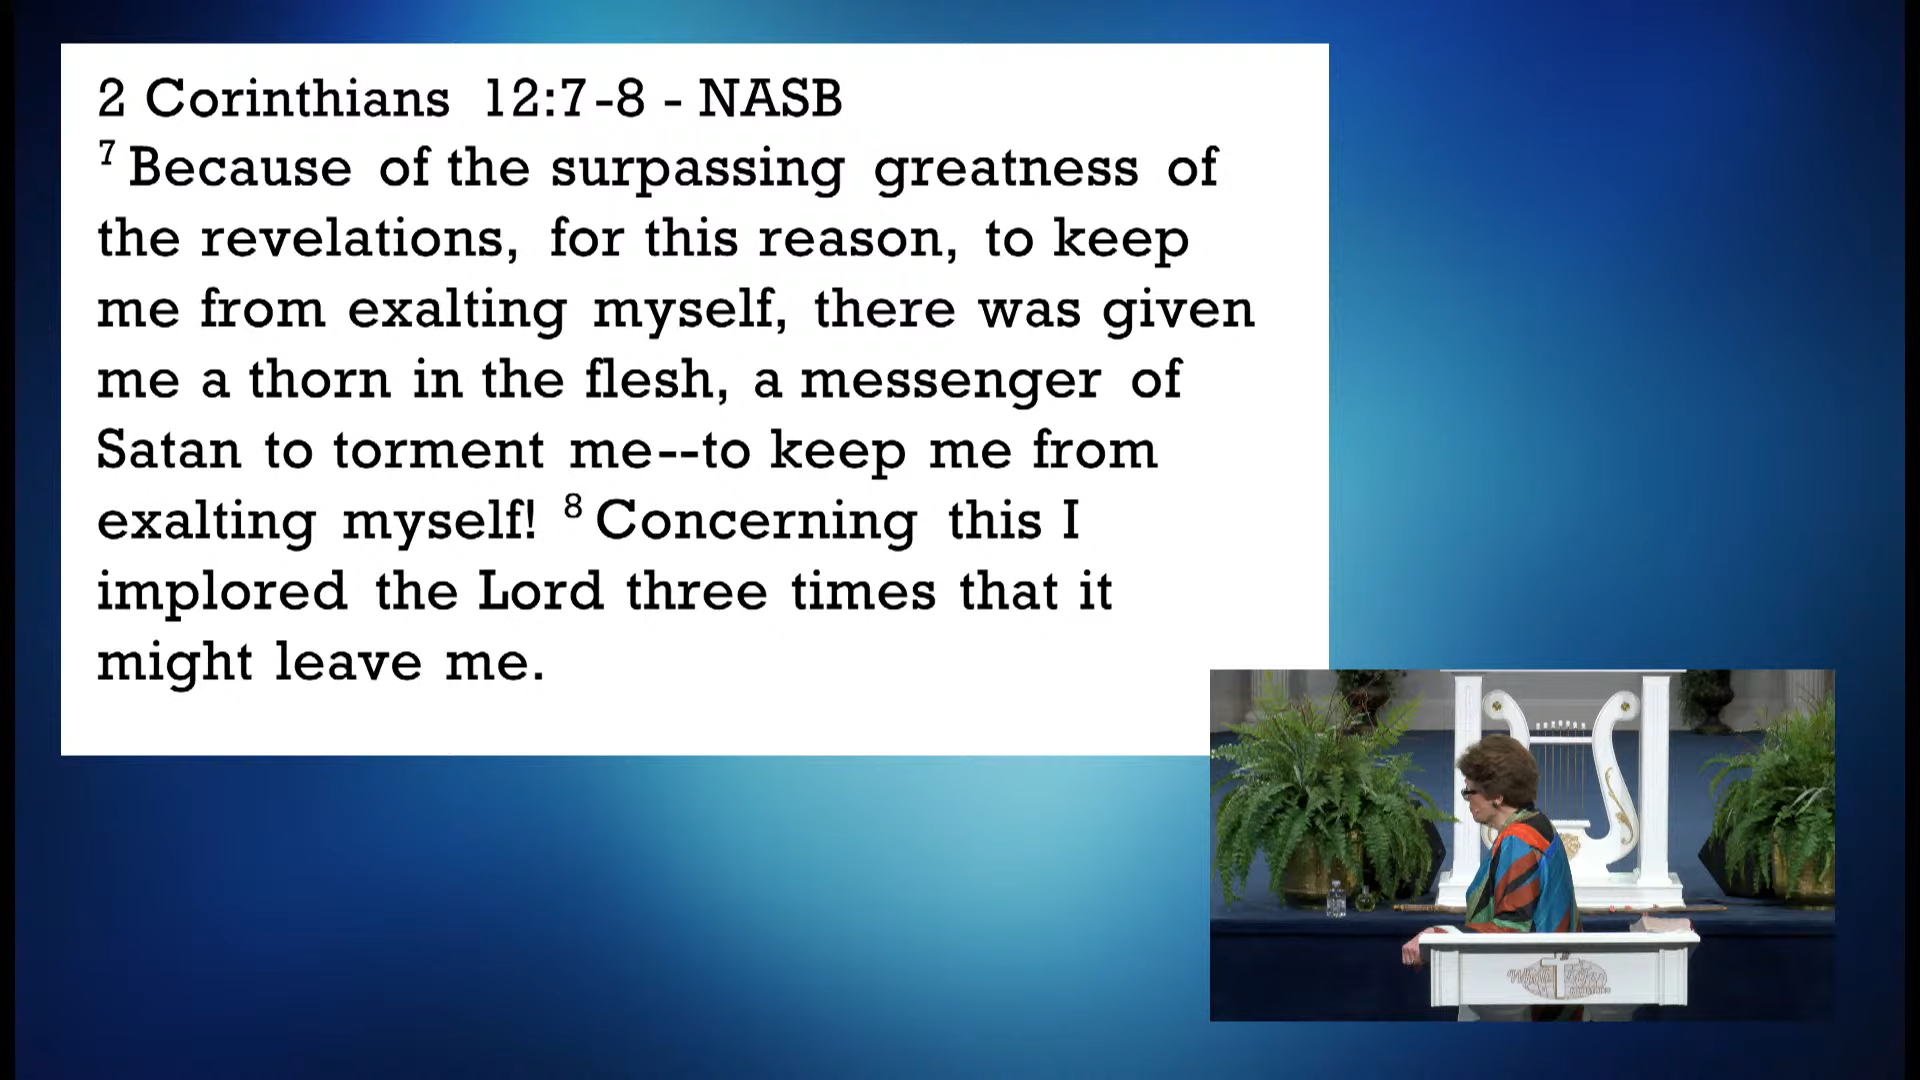 2 Corinthians 12:7-8 - NASB
7 Because of the surpassing greatness of
the revelations, for this reason, to keep
me from exalting myself, there was given
me a thorn in the flesh, a messenger of
Satan to torment me--to keep me from
exalting myself! 8 Concerning this I
implored the Lord three times that it
might leave me.